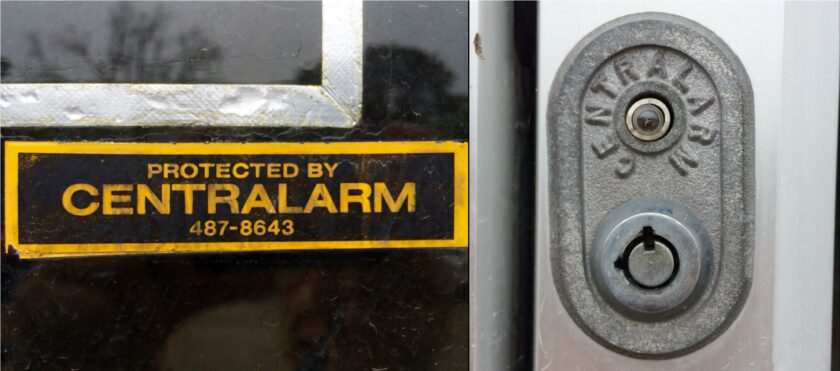 PROTECTED BY
CENTRALARM
487-8643
CENTRALARM